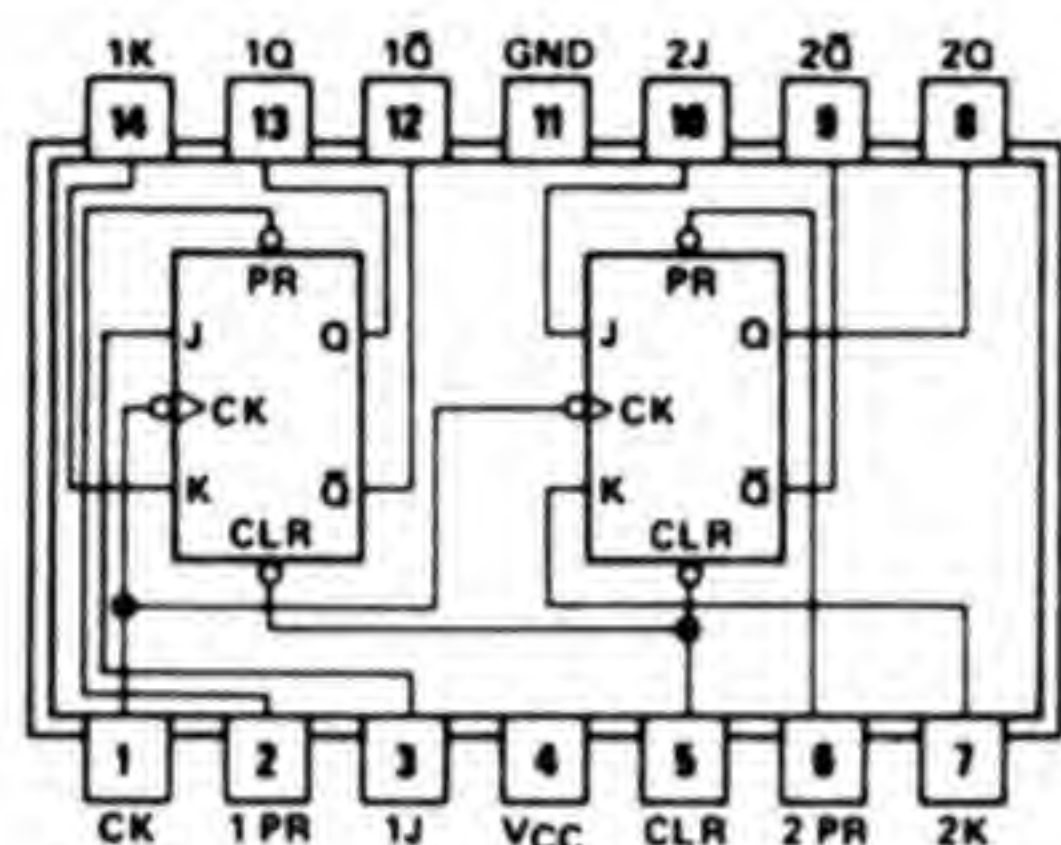 1K 1Q 1Q̄ GND 2J 2Q̄ 2Q
14 13 12 11 10 9 8
PR PR
J Q J Q
CK CK
K Q̄ K Q̄
CLR CLR
1 2 3 4 5 6 7
CK 1 PR 1J VCC CLR 2 PR 2K